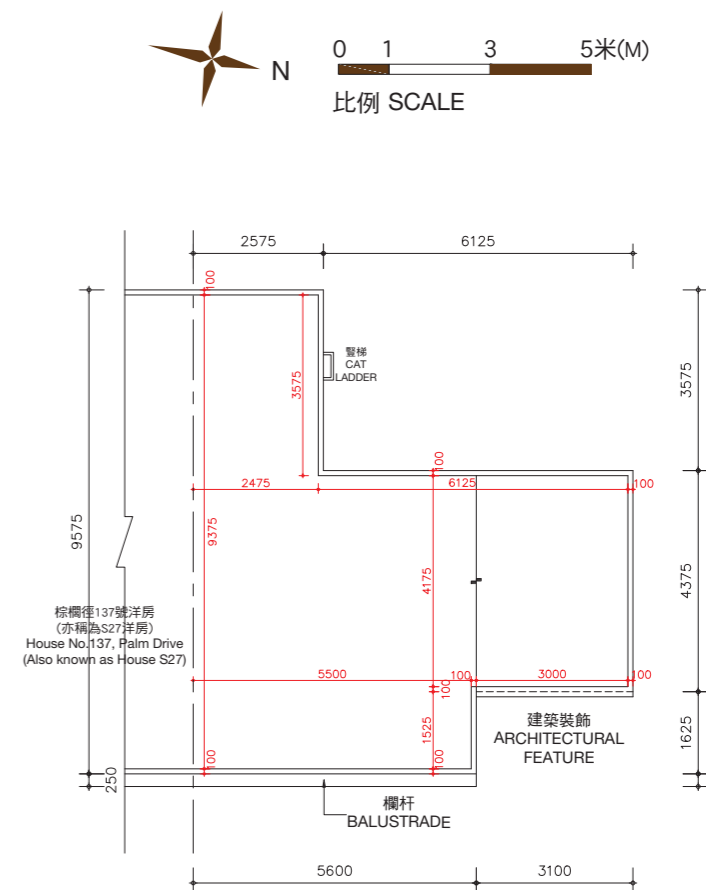 N
0 1 3 5米(M)
比例 SCALE
2575 6125
100
豎梯
CAT
LADDER
3575
3575
100
2475 6125 100
9575
9375
4175
4375
棕櫚徑137號洋房
(亦稱為S27洋房)
House No.137, Palm Drive
(Also known as House S27)
5500 100 3000 100
100
建築裝飾
ARCHITECTURAL
FEATURE
1525
1625
100
100
250
欄杆
BALUSTRADE
5600 3100